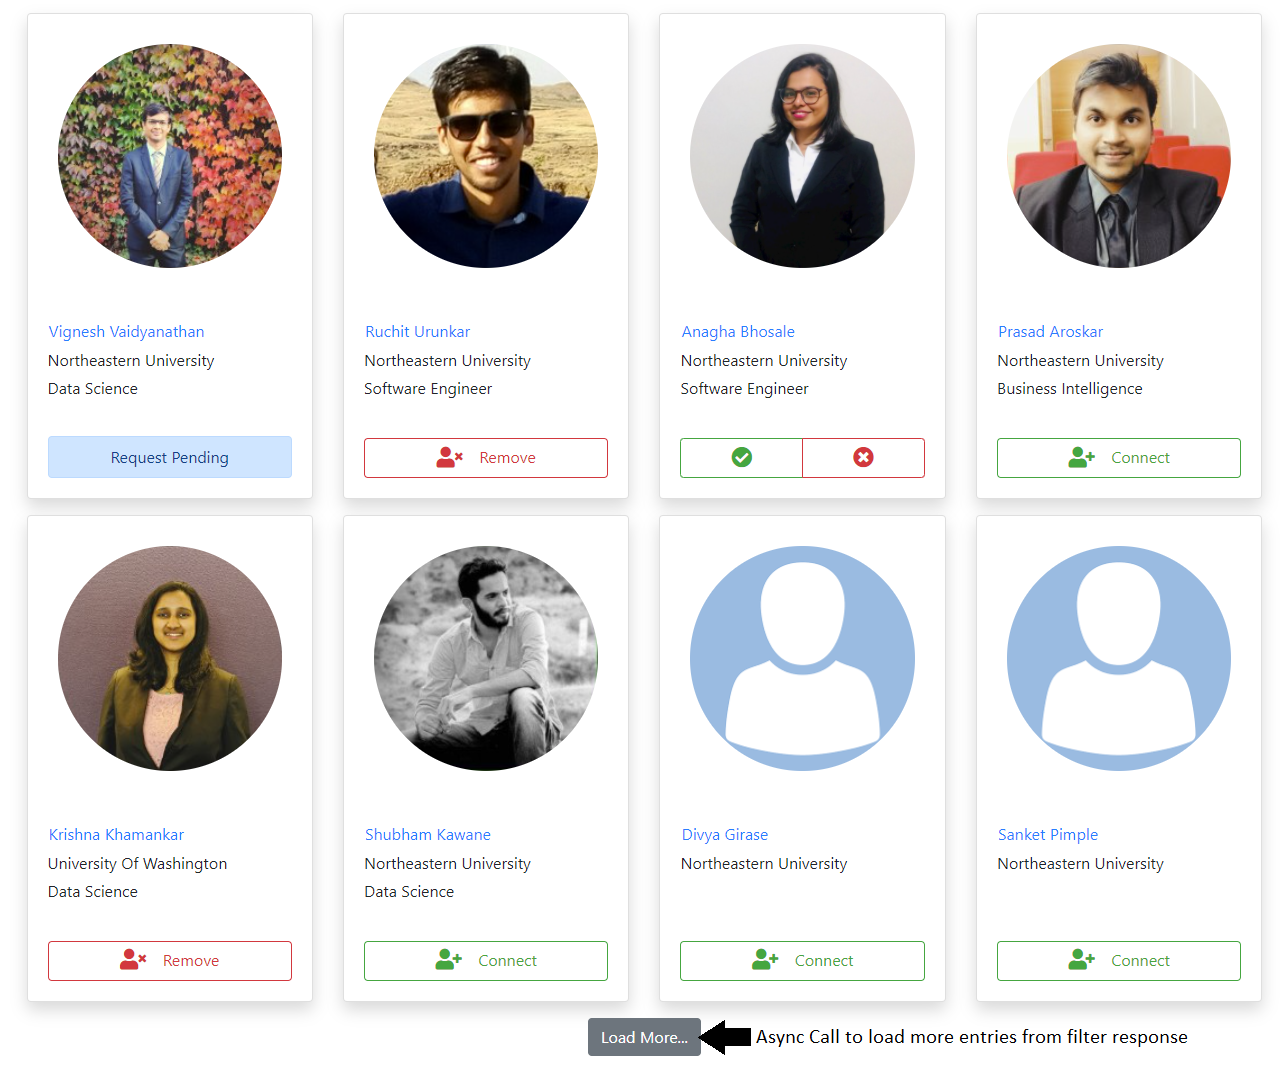 Vignesh Vaidyanathan
Northeastern University
Data Science
Request Pending
Ruchit Urunkar
Northeastern University
Software Engineer
Remove
Anagha Bhosale
Northeastern University
Software Engineer
Prasad Aroskar
Northeastern University
Business Intelligence
Connect
Krishna Khamankar
University Of Washington
Data Science
Remove
Shubham Kawane
Northeastern University
Data Science
Connect
Divya Girase
Northeastern University
Connect
Sanket Pimple
Northeastern University
Connect
Load More...
Async Call to load more entries from filter response